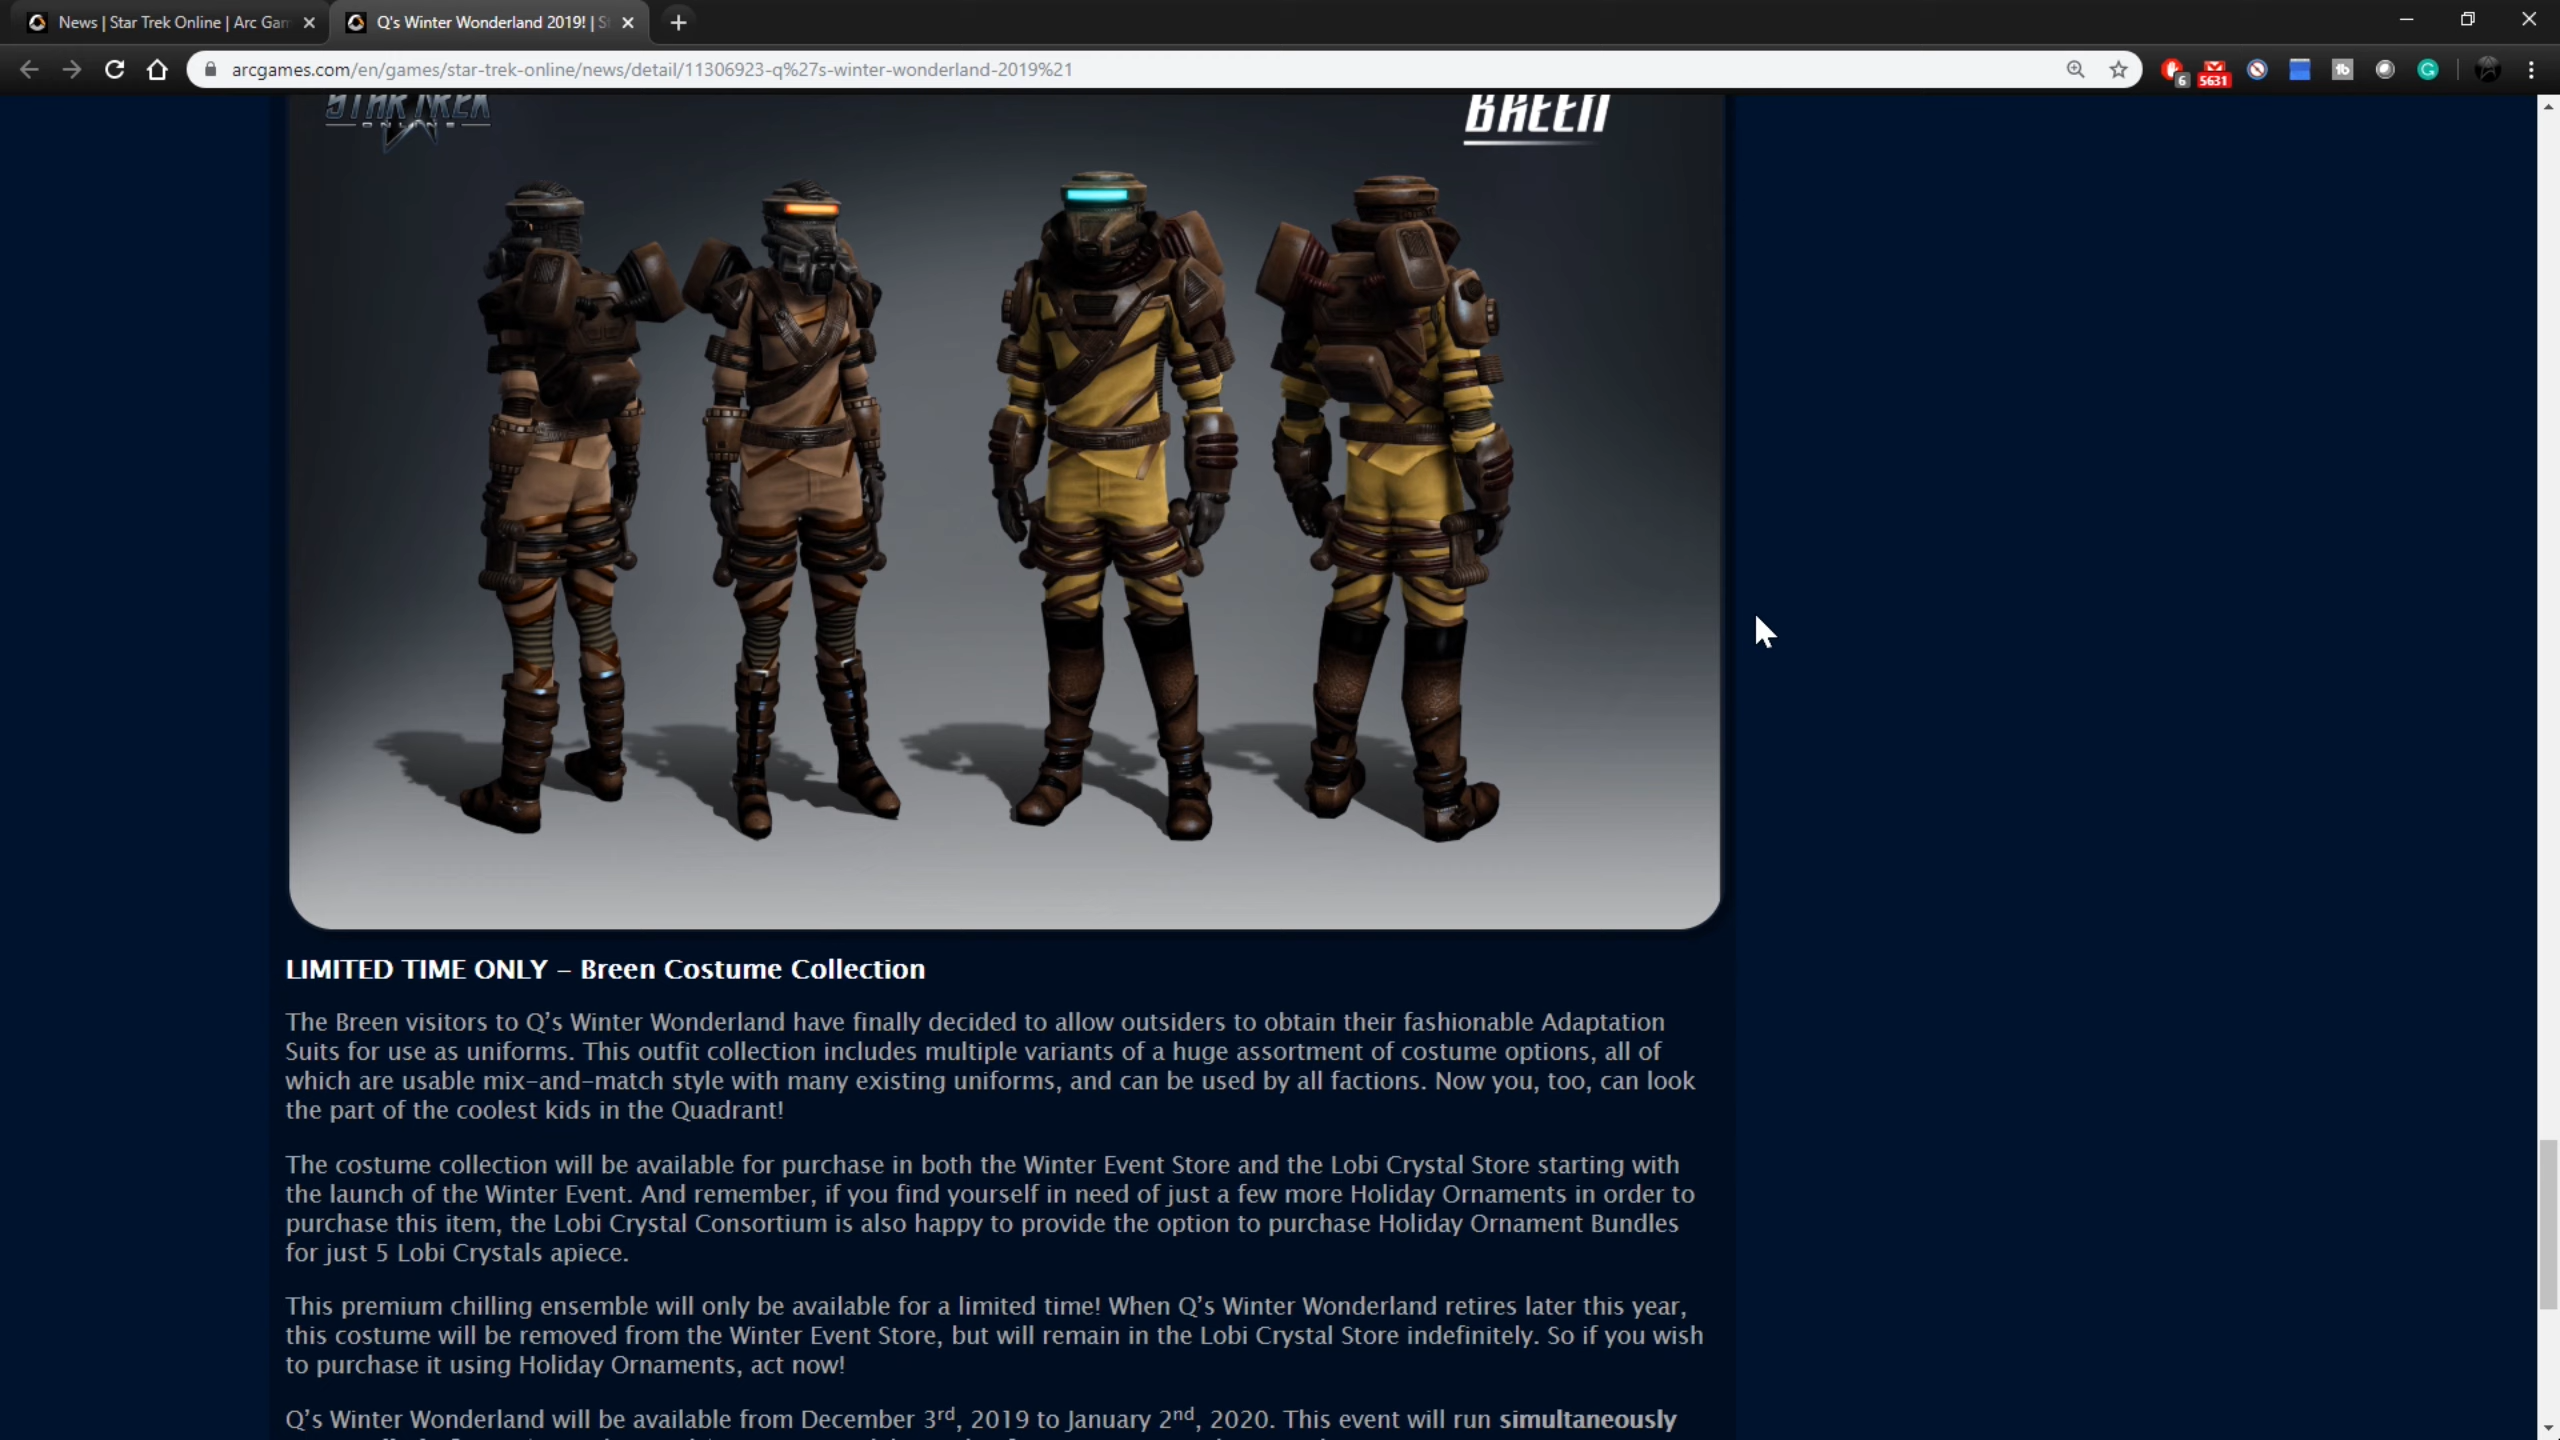 News | Star Trek Online | Arc Gam
Q's Winter Wonderland 2019! | S
arcgames.com/en/games/star-trek-online/news/detail/11306923-q%27s-winter-wonderland-2019%21
6
5631
STAR TREK
ONLINE
BREEN
LIMITED TIME ONLY – Breen Costume Collection
The Breen visitors to Q’s Winter Wonderland have finally decided to allow outsiders to obtain their fashionable Adaptation
Suits for use as uniforms. This outfit collection includes multiple variants of a huge assortment of costume options, all of
which are usable mix-and-match style with many existing uniforms, and can be used by all factions. Now you, too, can look
the part of the coolest kids in the Quadrant!
The costume collection will be available for purchase in both the Winter Event Store and the Lobi Crystal Store starting with
the launch of the Winter Event. And remember, if you find yourself in need of just a few more Holiday Ornaments in order to
purchase this item, the Lobi Crystal Consortium is also happy to provide the option to purchase Holiday Ornament Bundles
for just 5 Lobi Crystals apiece.
This premium chilling ensemble will only be available for a limited time! When Q’s Winter Wonderland retires later this year,
this costume will be removed from the Winter Event Store, but will remain in the Lobi Crystal Store indefinitely. So if you wish
to purchase it using Holiday Ornaments, act now!
Q’s Winter Wonderland will be available from December 3rd, 2019 to January 2nd, 2020. This event will run simultaneously